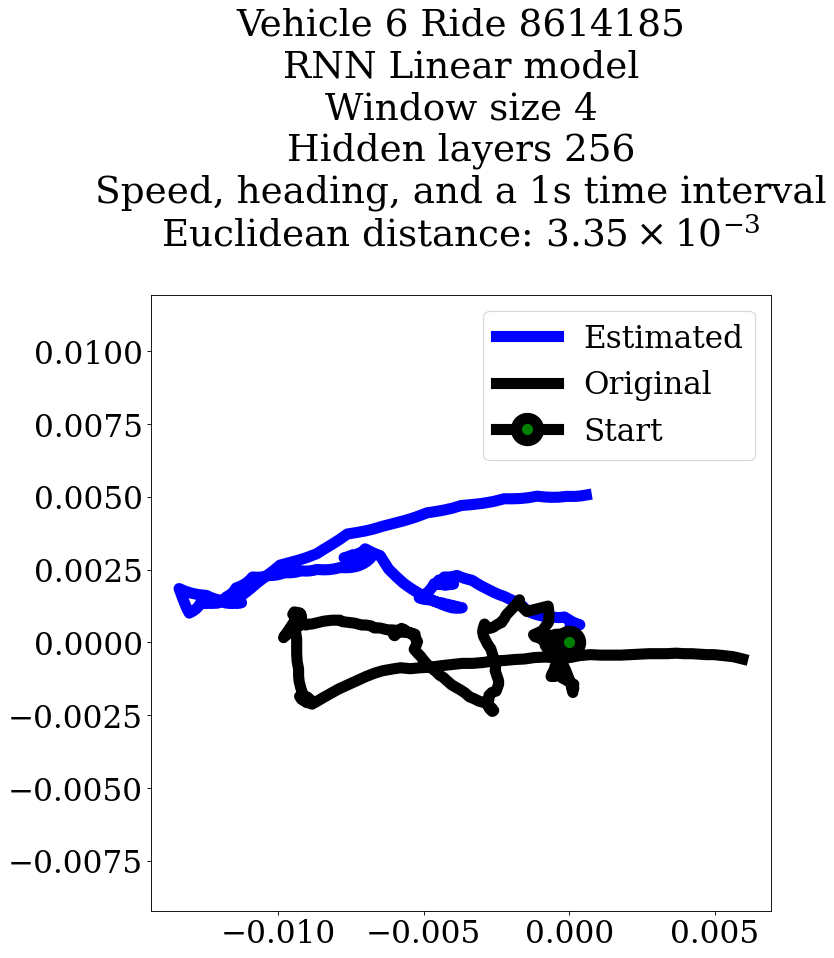 Vehicle 6 Ride 8614185
RNN Linear model
Window size 4
Hidden layers 256
Speed, heading, and a 1s time interval
Euclidean distance: 3.35 × 10⁻³
Estimated
Original
Start
0.0100
0.0075
0.0050
0.0025
0.0000
−0.0025
−0.0050
−0.0075
−0.010 −0.005 0.000 0.005